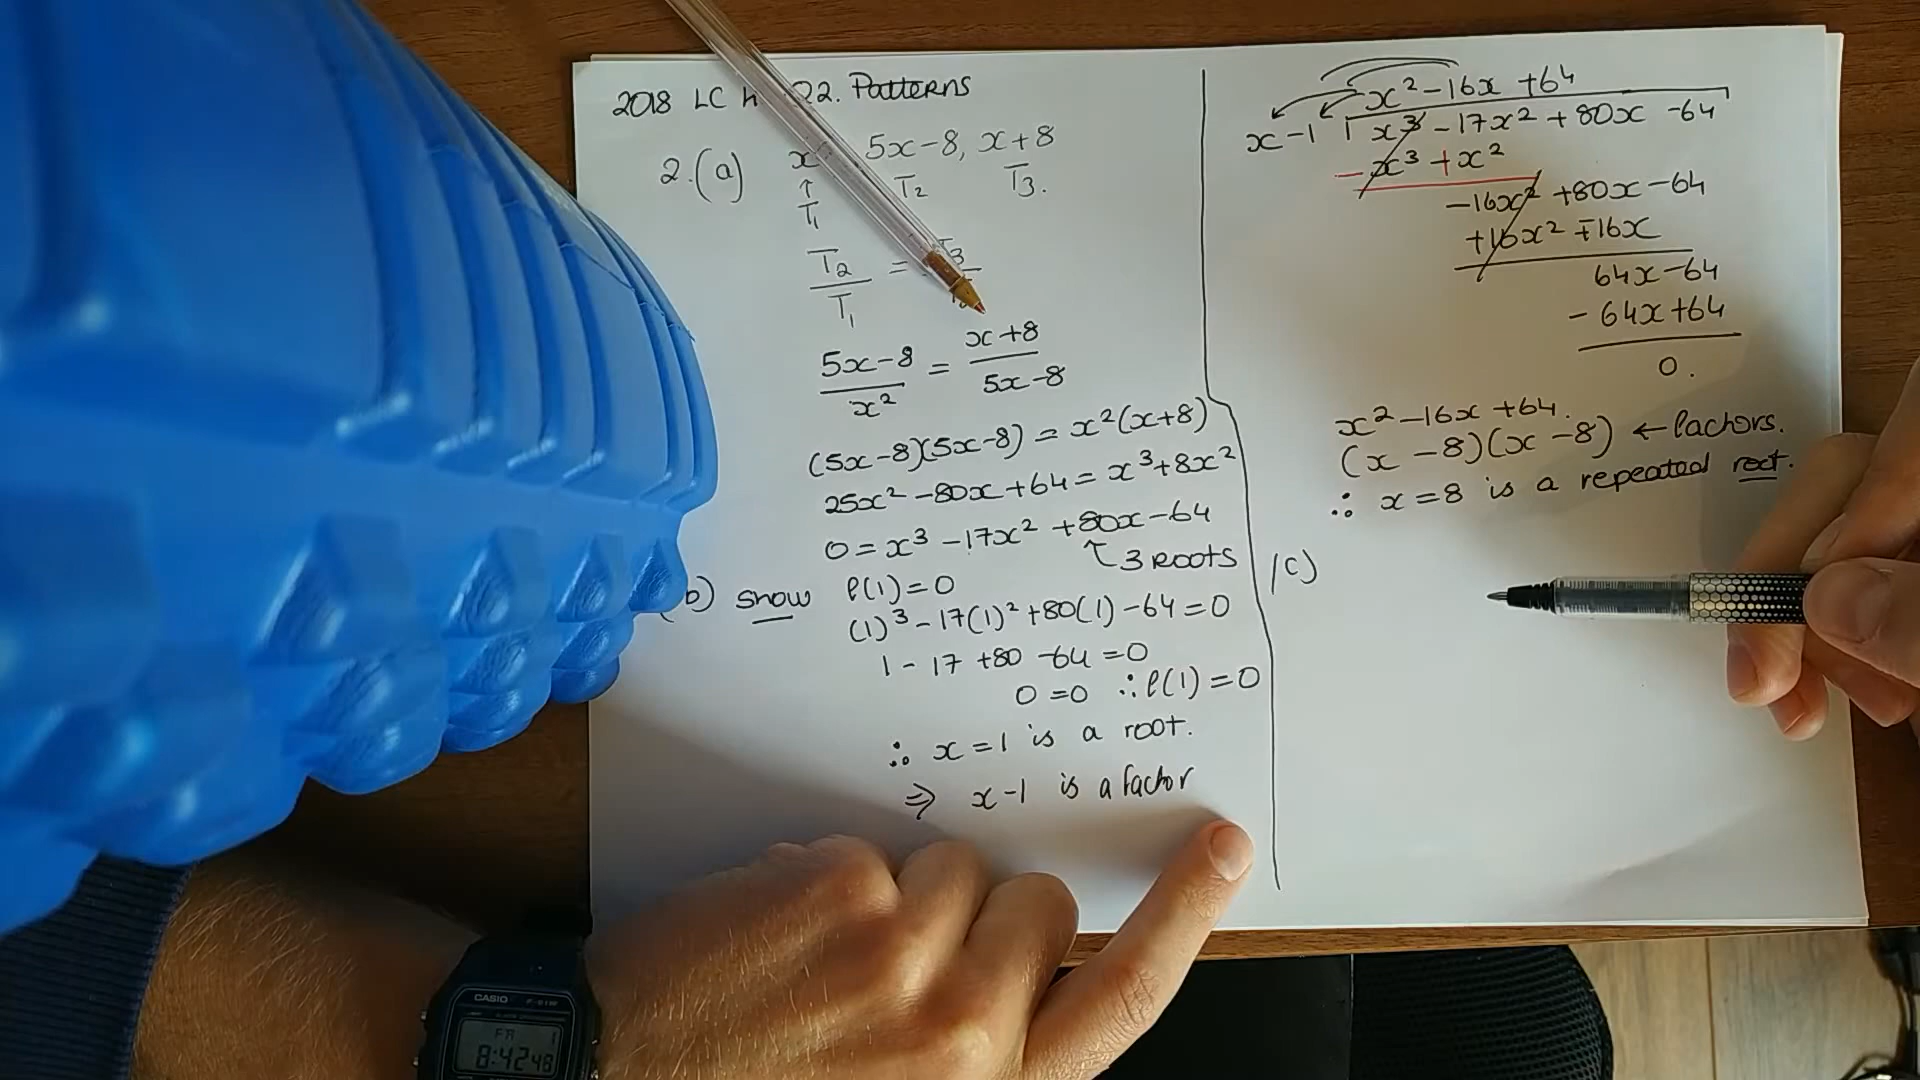 2018 LC H Q2. Patterns
2.(a) x 5x-8, x+8
↑ T₂ T₃.
T₁
T₂/T₁ = T₃
(5x-8)/x² = (x+8)/(5x-8)
(5x-8)(5x-8) = x²(x+8)
25x² - 80x + 64 = x³ + 8x²
0 = x³ - 17x² + 80x - 64
↑ 3 ROOTS
b) show f(1)=0
(1)³ - 17(1)² + 80(1) - 64 = 0
1 - 17 + 80 - 64 = 0
0 = 0 ∴ f(1) = 0
∴ x = 1 is a root.
⇒ x-1 is a factor
x² - 16x + 64
x - 1 x³ - 17x² + 80x - 64
- x³ + x²
-16x² + 80x - 64
+16x² ∓ 16x
64x - 64
- 64x + 64
0.
x² - 16x + 64.
(x - 8)(x - 8) ← factors.
∴ x = 8 is a repeated root.
(c)
CASIO F-91W
FR 1
8:42 48